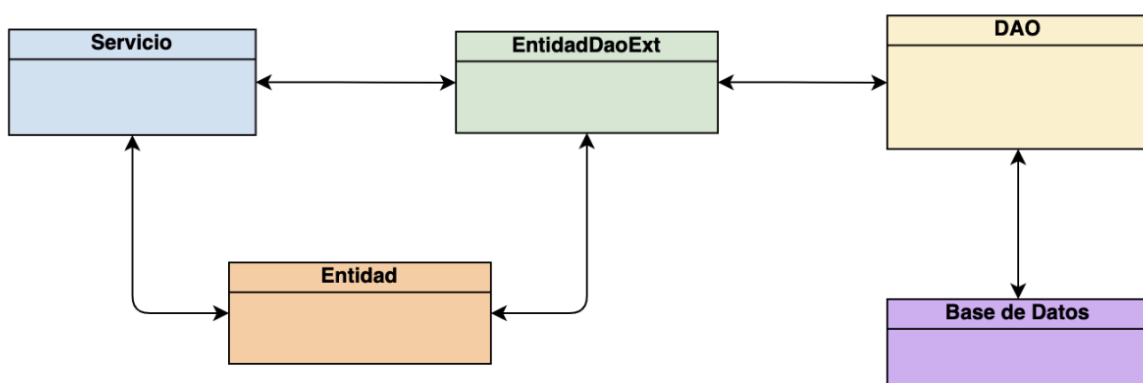 Servicio
EntidadDaoExt
DAO
Entidad
Base de Datos